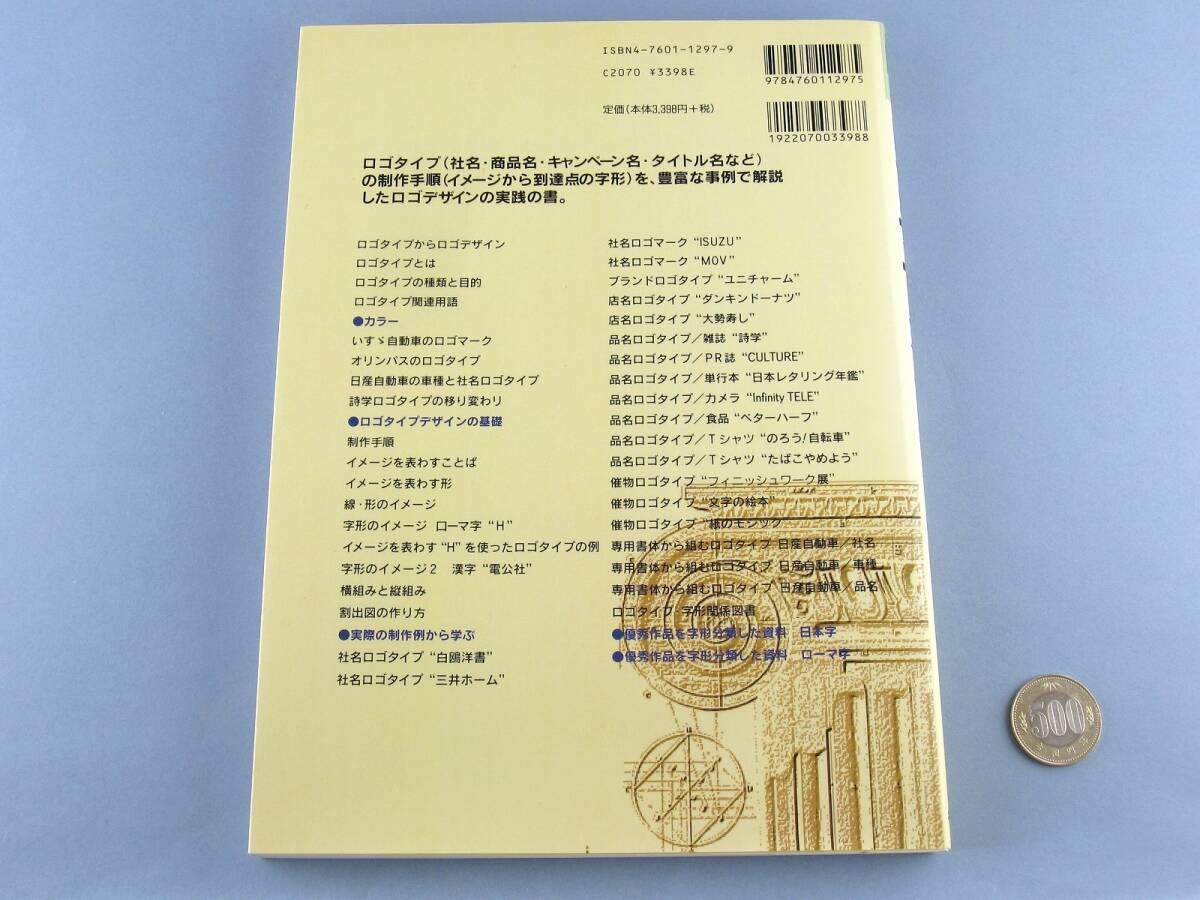 ISBN4-7601-1297-9
C2070 ¥3398E
9784760112975
定価(本体3,398円+税)
1922070033988
ロゴタイプ(社名・商品名・キャンペーン名・タイトル名など)
の制作手順(イメージから到達点の字形)を、豊富な事例で解説
したロゴデザインの実践の書。
ロゴタイプからロゴデザイン
ロゴタイプとは
ロゴタイプの種類と目的
ロゴタイプ関連用語
●カラー
いすゞ自動車のロゴマーク
オリンパスのロゴタイプ
日産自動車の車種と社名ロゴタイプ
詩学ロゴタイプの移り変わり
●ロゴタイプデザインの基礎
制作手順
イメージを表わすことば
イメージを表わす形
線・形のイメージ
字形のイメージ ローマ字 “H”
イメージを表わす“H”を使ったロゴタイプの例
字形のイメージ2 漢字 “電公社”
横組みと縦組み
割出図の作り方
●実際の制作例から学ぶ
社名ロゴタイプ “白鴎洋書”
社名ロゴタイプ “三井ホーム”
社名ロゴマーク “ISUZU”
社名ロゴマーク “MOV”
ブランドロゴタイプ “ユニチャーム”
店名ロゴタイプ “ダンキンドーナツ”
店名ロゴタイプ “大勢寿し”
品名ロゴタイプ/雑誌 “詩学”
品名ロゴタイプ/PR誌 “CULTURE”
品名ロゴタイプ/単行本 “日本レタリング年鑑”
品名ロゴタイプ/カメラ “Infinity TELE”
品名ロゴタイプ/食品 “ベターハーフ”
品名ロゴタイプ/Tシャツ “のろう!自転車”
品名ロゴタイプ/Tシャツ “たばこやめよう”
催物ロゴタイプ “フィニッシュワーク展”
催物ロゴタイプ “文字の絵本”
催物ロゴタイプ “紙のモンック”
専用書体から組むロゴタイプ 日産自動車/社名
専用書体から組むロゴタイプ 日産自動車/車種
専用書体から組むロゴタイプ 日産自動車/品名
ロゴタイプ 字形関係図書
●優秀作品を字形分類した資料 日本字
●優秀作品を字形分類した資料 ローマ字
500